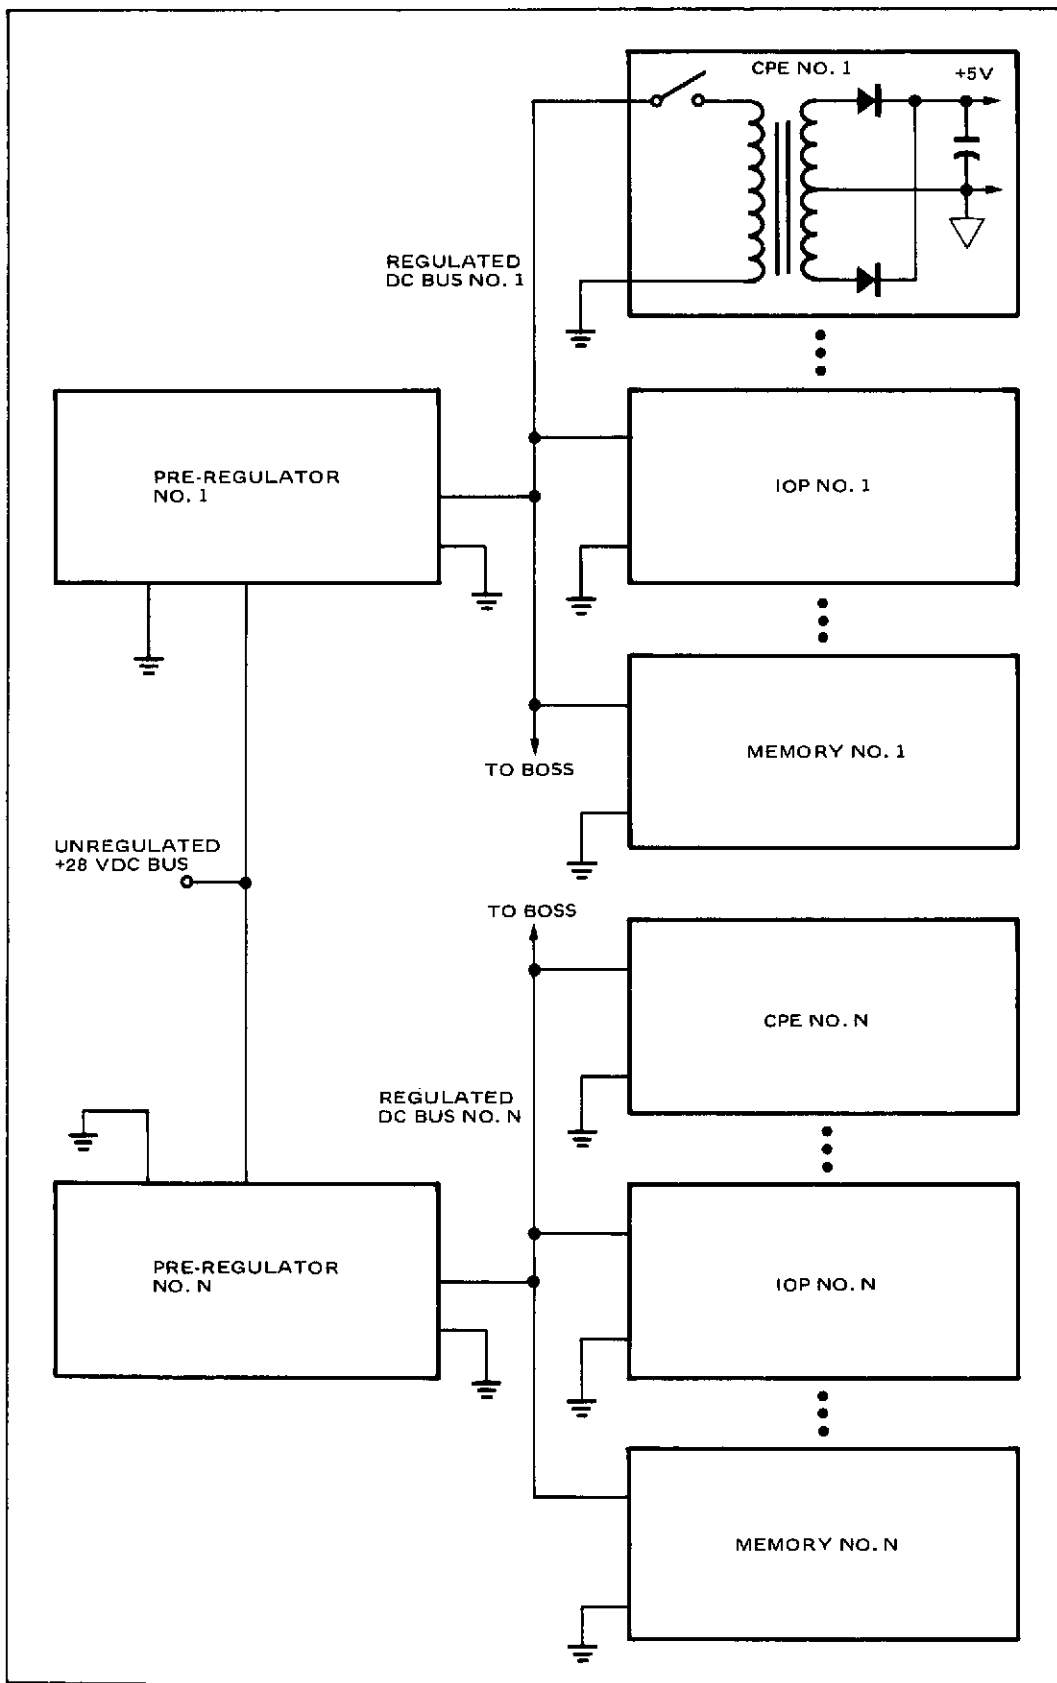 CPE NO. 1
+5V
REGULATED
DC BUS NO. 1
PRE-REGULATOR
NO. 1
IOP NO. 1
MEMORY NO. 1
TO BOSS
UNREGULATED
+28 VDC BUS
TO BOSS
CPE NO. N
REGULATED
DC BUS NO. N
PRE-REGULATOR
NO. N
IOP NO. N
MEMORY NO. N